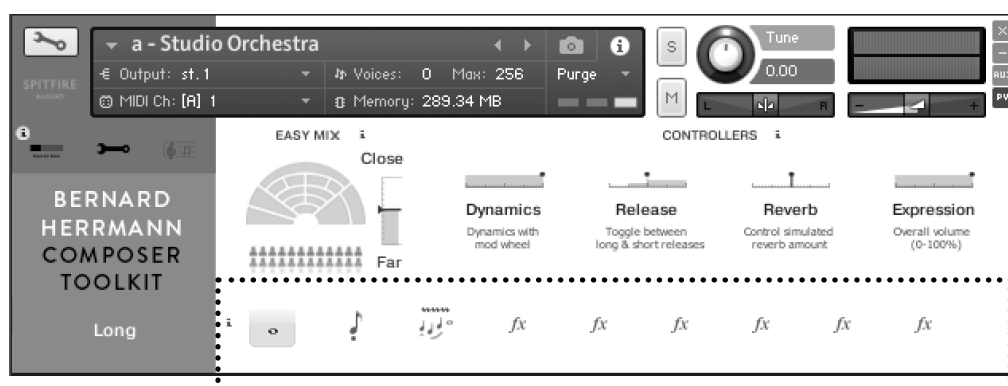 a - Studio Orchestra
S
Tune
SPITFIRE
AUDIO
Output: st.1
Voices: 0 Max: 256
Purge
0.00
AUX
MIDI Ch: [A] 1
Memory: 289.34 MB
M
L
R
-
+
PV
EASY MIX i
CONTROLLERS i
Close
BERNARD
HERRMANN
COMPOSER
TOOLKIT
Long
Dynamics
Dynamics with
mod wheel
Release
Toggle between
long & short releases
Reverb
Control simulated
reverb amount
Expression
Overall volume
(0-100%)
Far
i
fx fx fx fx fx fx